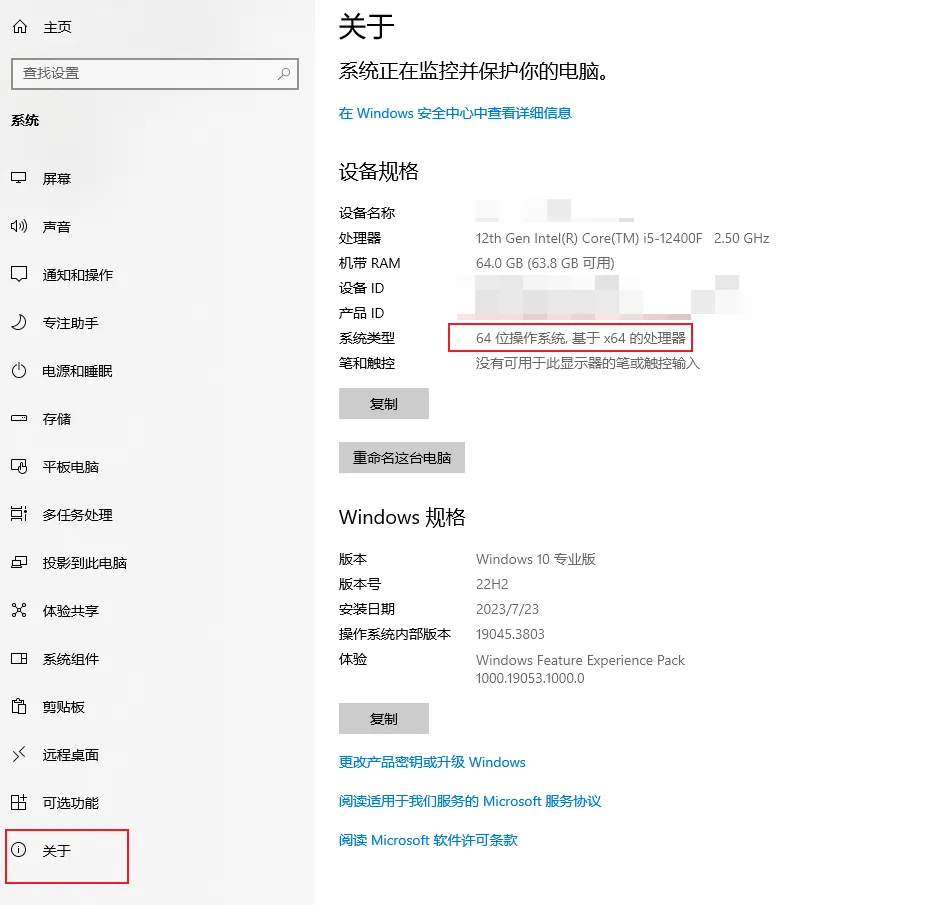 主页
查找设置
系统
屏幕
声音
通知和操作
专注助手
电源和睡眠
存储
平板电脑
多任务处理
投影到此电脑
体验共享
系统组件
剪贴板
远程桌面
可选功能
关于
关于
系统正在监控并保护你的电脑。
在 Windows 安全中心中查看详细信息
设备规格
设备名称
处理器 12th Gen Intel(R) Core(TM) i5-12400F 2.50 GHz
机带 RAM 64.0 GB (63.8 GB 可用)
设备 ID
产品 ID
系统类型 64 位操作系统, 基于 x64 的处理器
笔和触控 没有可用于此显示器的笔或触控输入
复制
重命名这台电脑
Windows 规格
版本 Windows 10 专业版
版本号 22H2
安装日期 2023/7/23
操作系统内部版本 19045.3803
体验 Windows Feature Experience Pack
1000.19053.1000.0
复制
更改产品密钥或升级 Windows
阅读适用于我们服务的 Microsoft 服务协议
阅读 Microsoft 软件许可条款